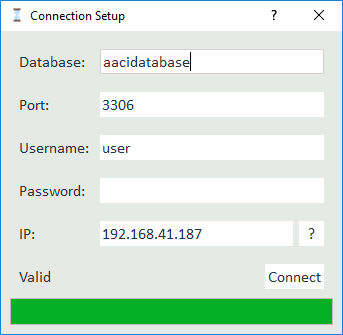 Connection Setup ?
Database: aacidatabase
Port: 3306
Username: user
Password:
IP: 192.168.41.187 ?
Valid Connect